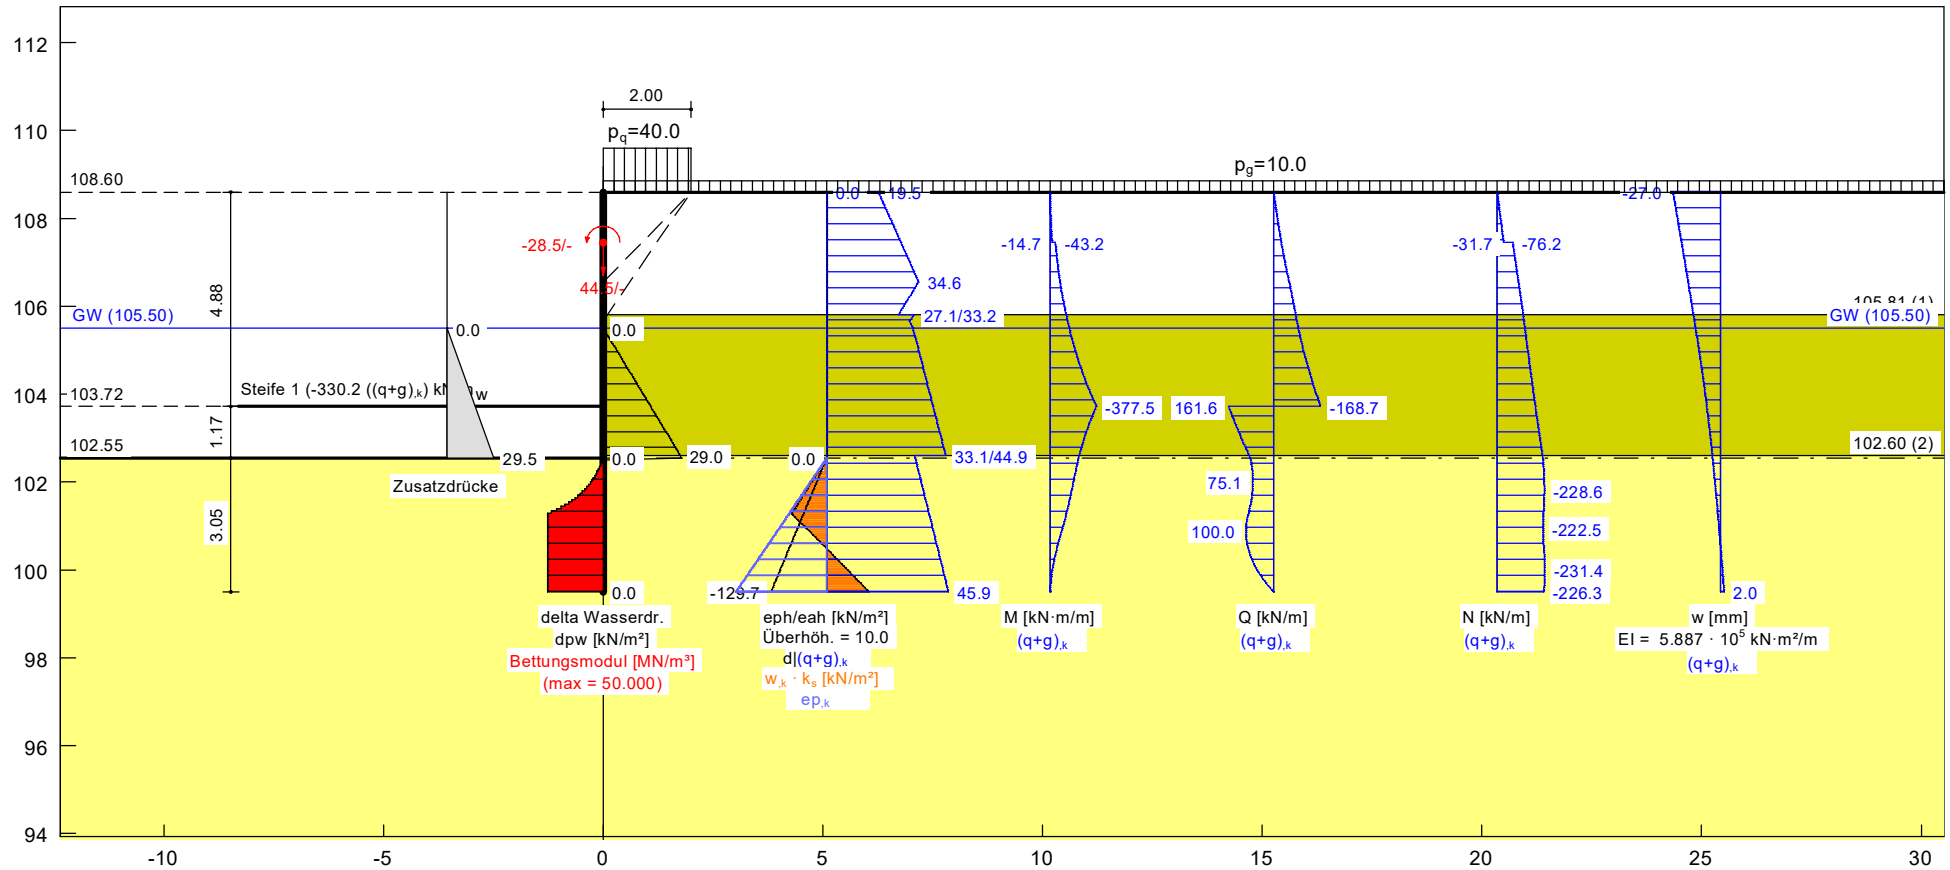 112
110
108
106
104
102
100
98
96
94
-10
-5
0
5
10
15
20
25
30
2.00
pq=40.0
pg=10.0
108.60
4.88
GW (105.50)
103.72
1.17
102.55
3.05
Steife 1 (-330.2 ((q+g),k) kN
w
0.0
29.5
Zusatzdrücke
-28.5/-
44.5/-
0.0
0.0
29.0
0.0
delta Wasserdr.
dpw [kN/m²]
Bettungsmodul [MN/m³]
(max = 50.000)
0.0
19.5
34.6
27.1/33.2
33.1/44.9
0.0
-129.7
45.9
eph/eah [kN/m²]
Überhöh. = 10.0
d|(q+g),k
w,k · ks [kN/m²]
ep,k
-14.7
-43.2
-377.5
M [kN·m/m]
(q+g),k
161.6
-168.7
75.1
100.0
Q [kN/m]
(q+g),k
-31.7
-76.2
-228.6
-222.5
-231.4
-226.3
N [kN/m]
(q+g),k
-27.0
2.0
w [mm]
EI = 5.887 · 10⁵ kN·m²/m
(q+g),k
105.81 (1)
GW (105.50)
102.60 (2)